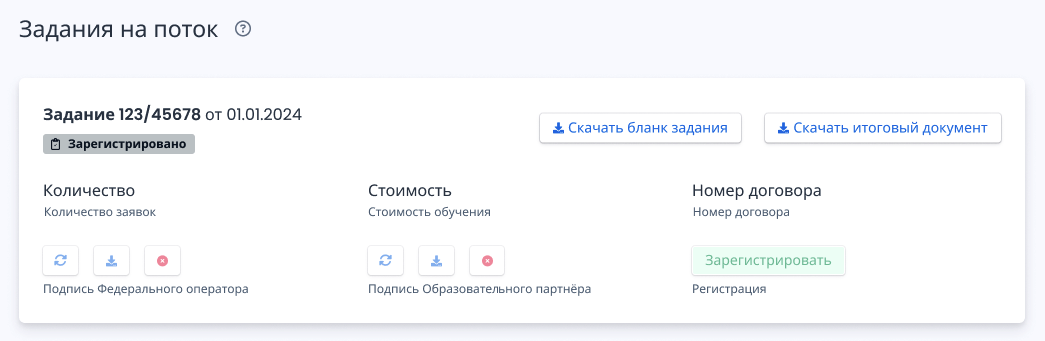 Задания на поток ?
Задание 123/45678 от 01.01.2024
Скачать бланк задания Скачать итоговый документ
Зарегистрировано
Количество Стоимость Номер договора
Количество заявок Стоимость обучения Номер договора
Зарегистрировать
Подпись Федерального оператора Подпись Образовательного партнёра Регистрация